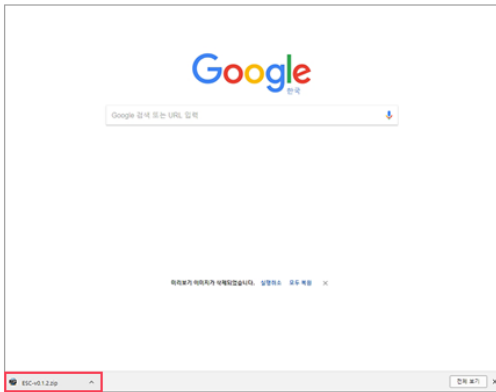 Google
한국
Google 검색 또는 URL 입력
미리보기 이미지가 삭제되었습니다. 실행취소 모두 복원 ×
ESC-v0.1.2.zip
전체 보기 ×